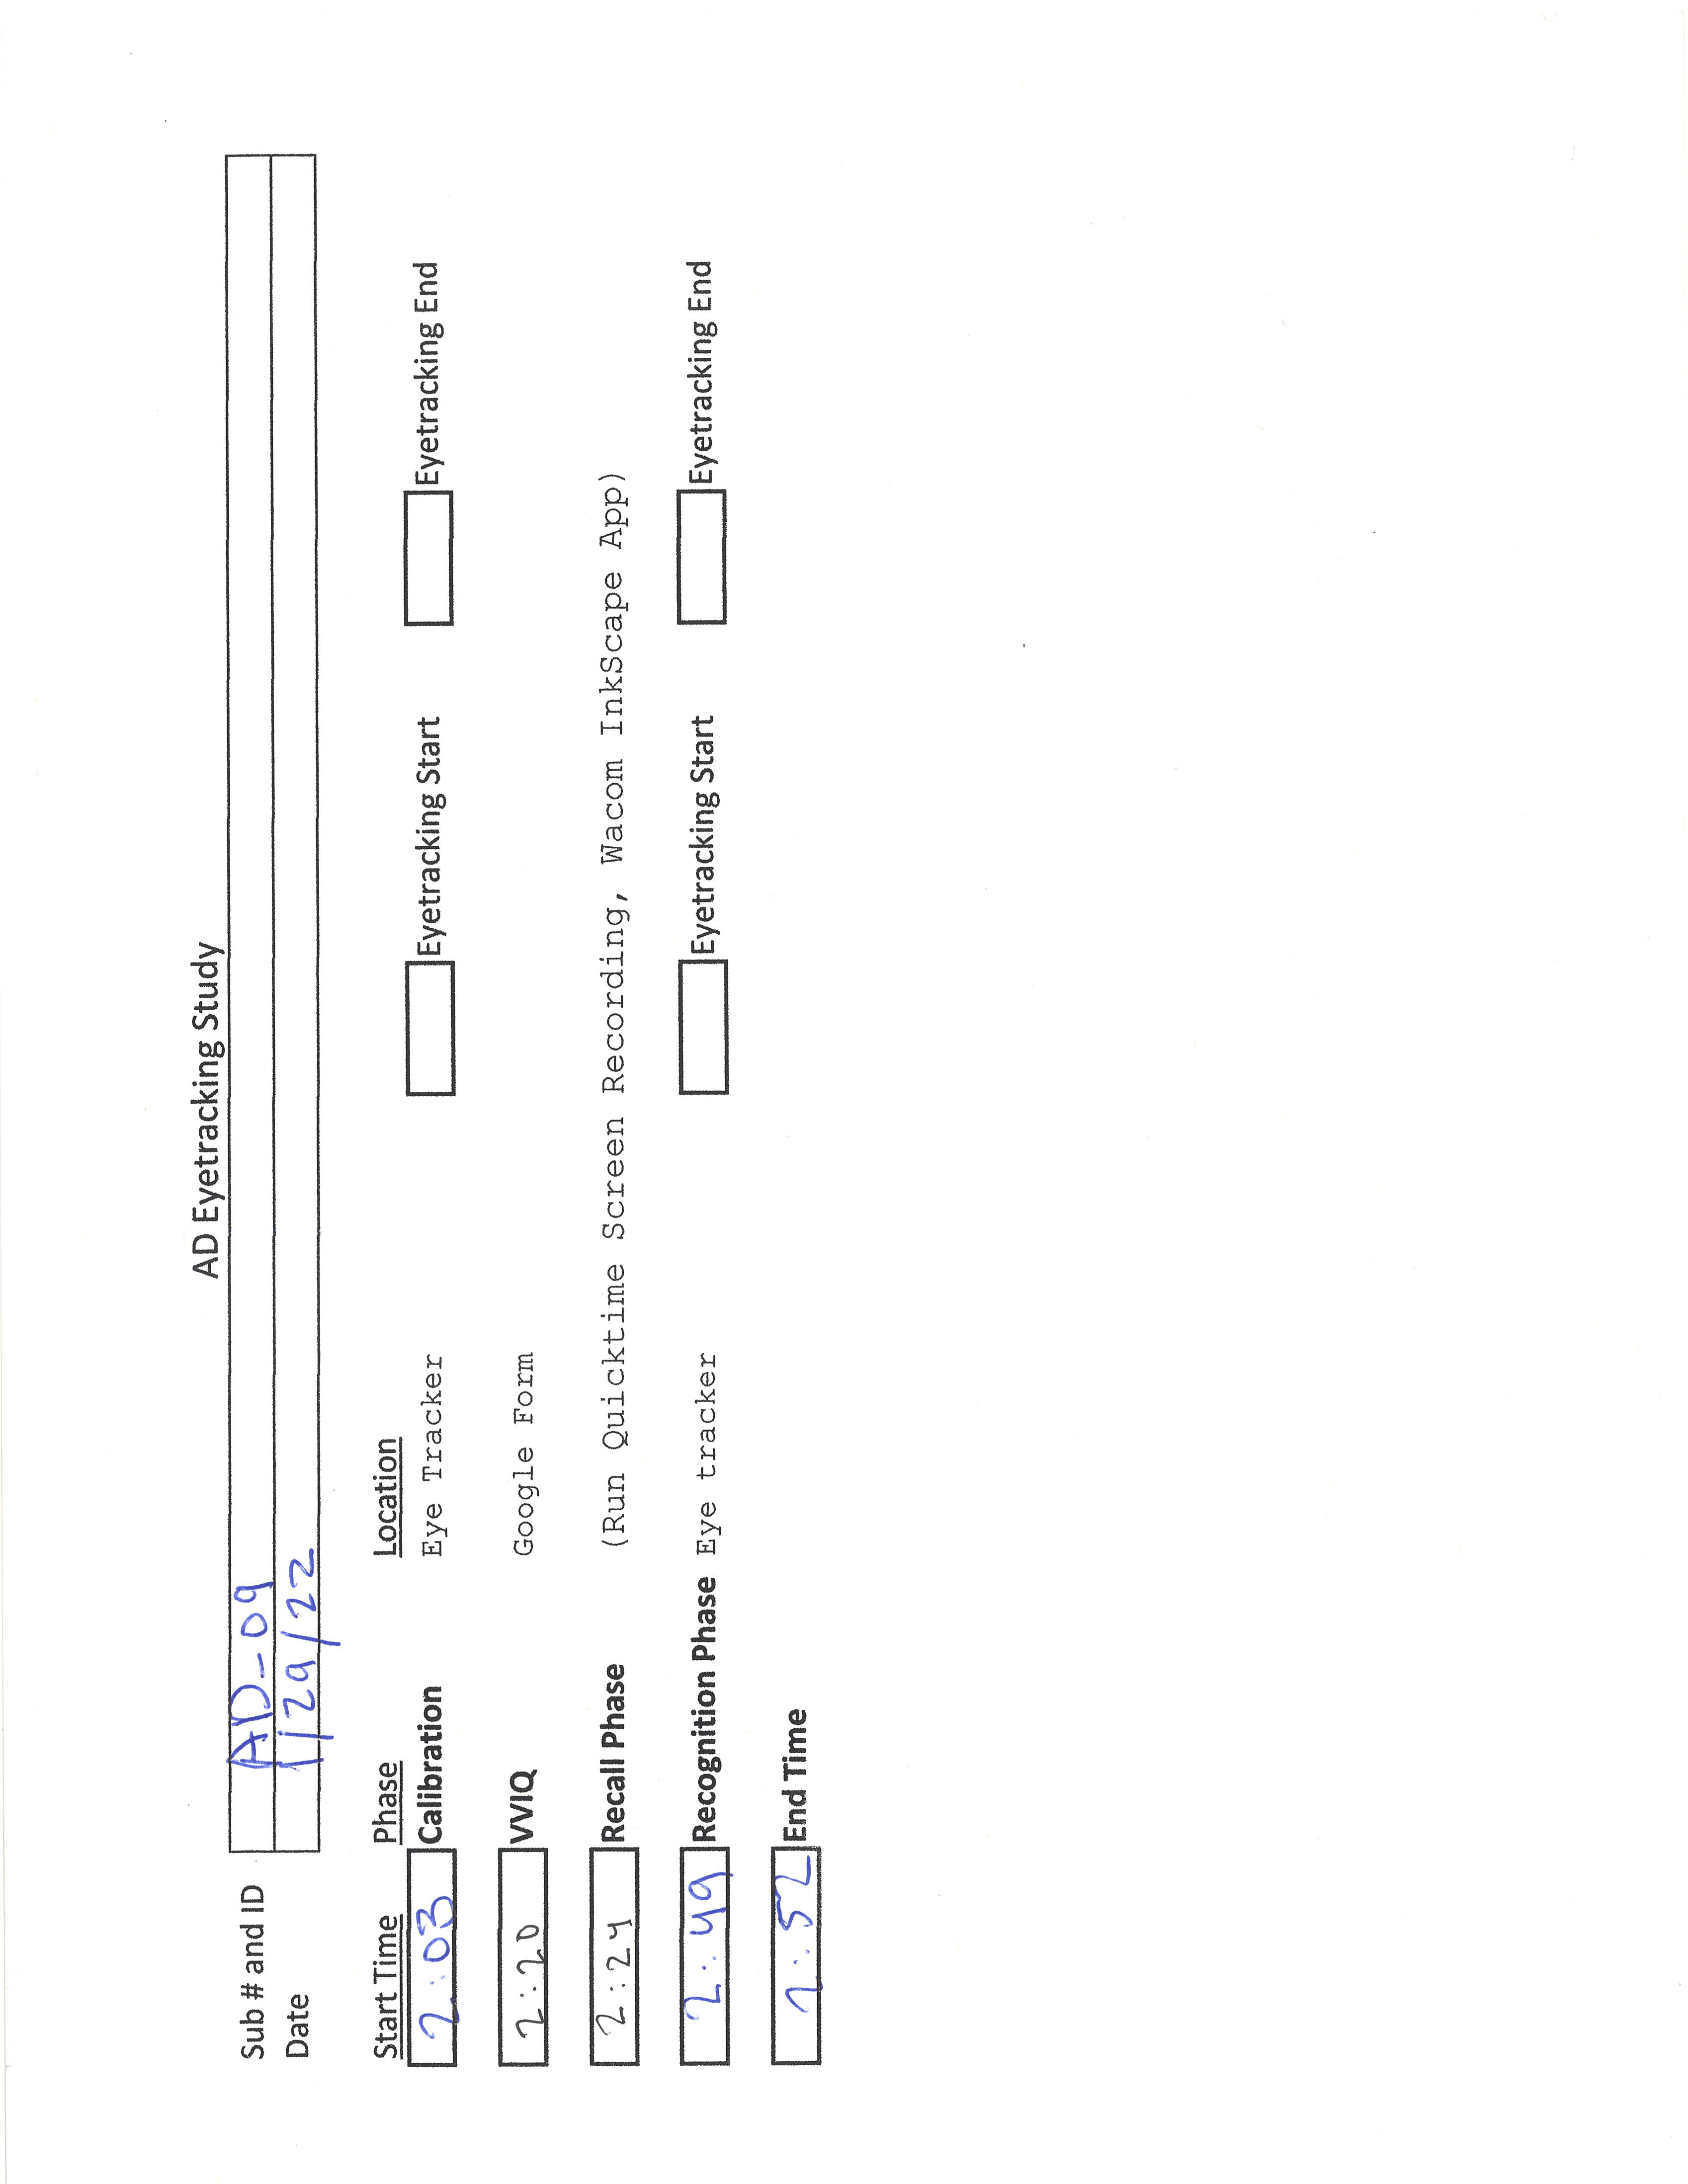 AD Eyetracking Study
Sub # and ID AD-09
Date 1/29/22
Start Time Phase Location
2:03 Calibration Eye Tracker Eyetracking Start Eyetracking End
2:20 VVIQ Google Form
2:24 Recall Phase (Run Quicktime Screen Recording, Wacom InkScape App)
2:49 Recognition Phase Eye tracker Eyetracking Start Eyetracking End
2:52 End Time